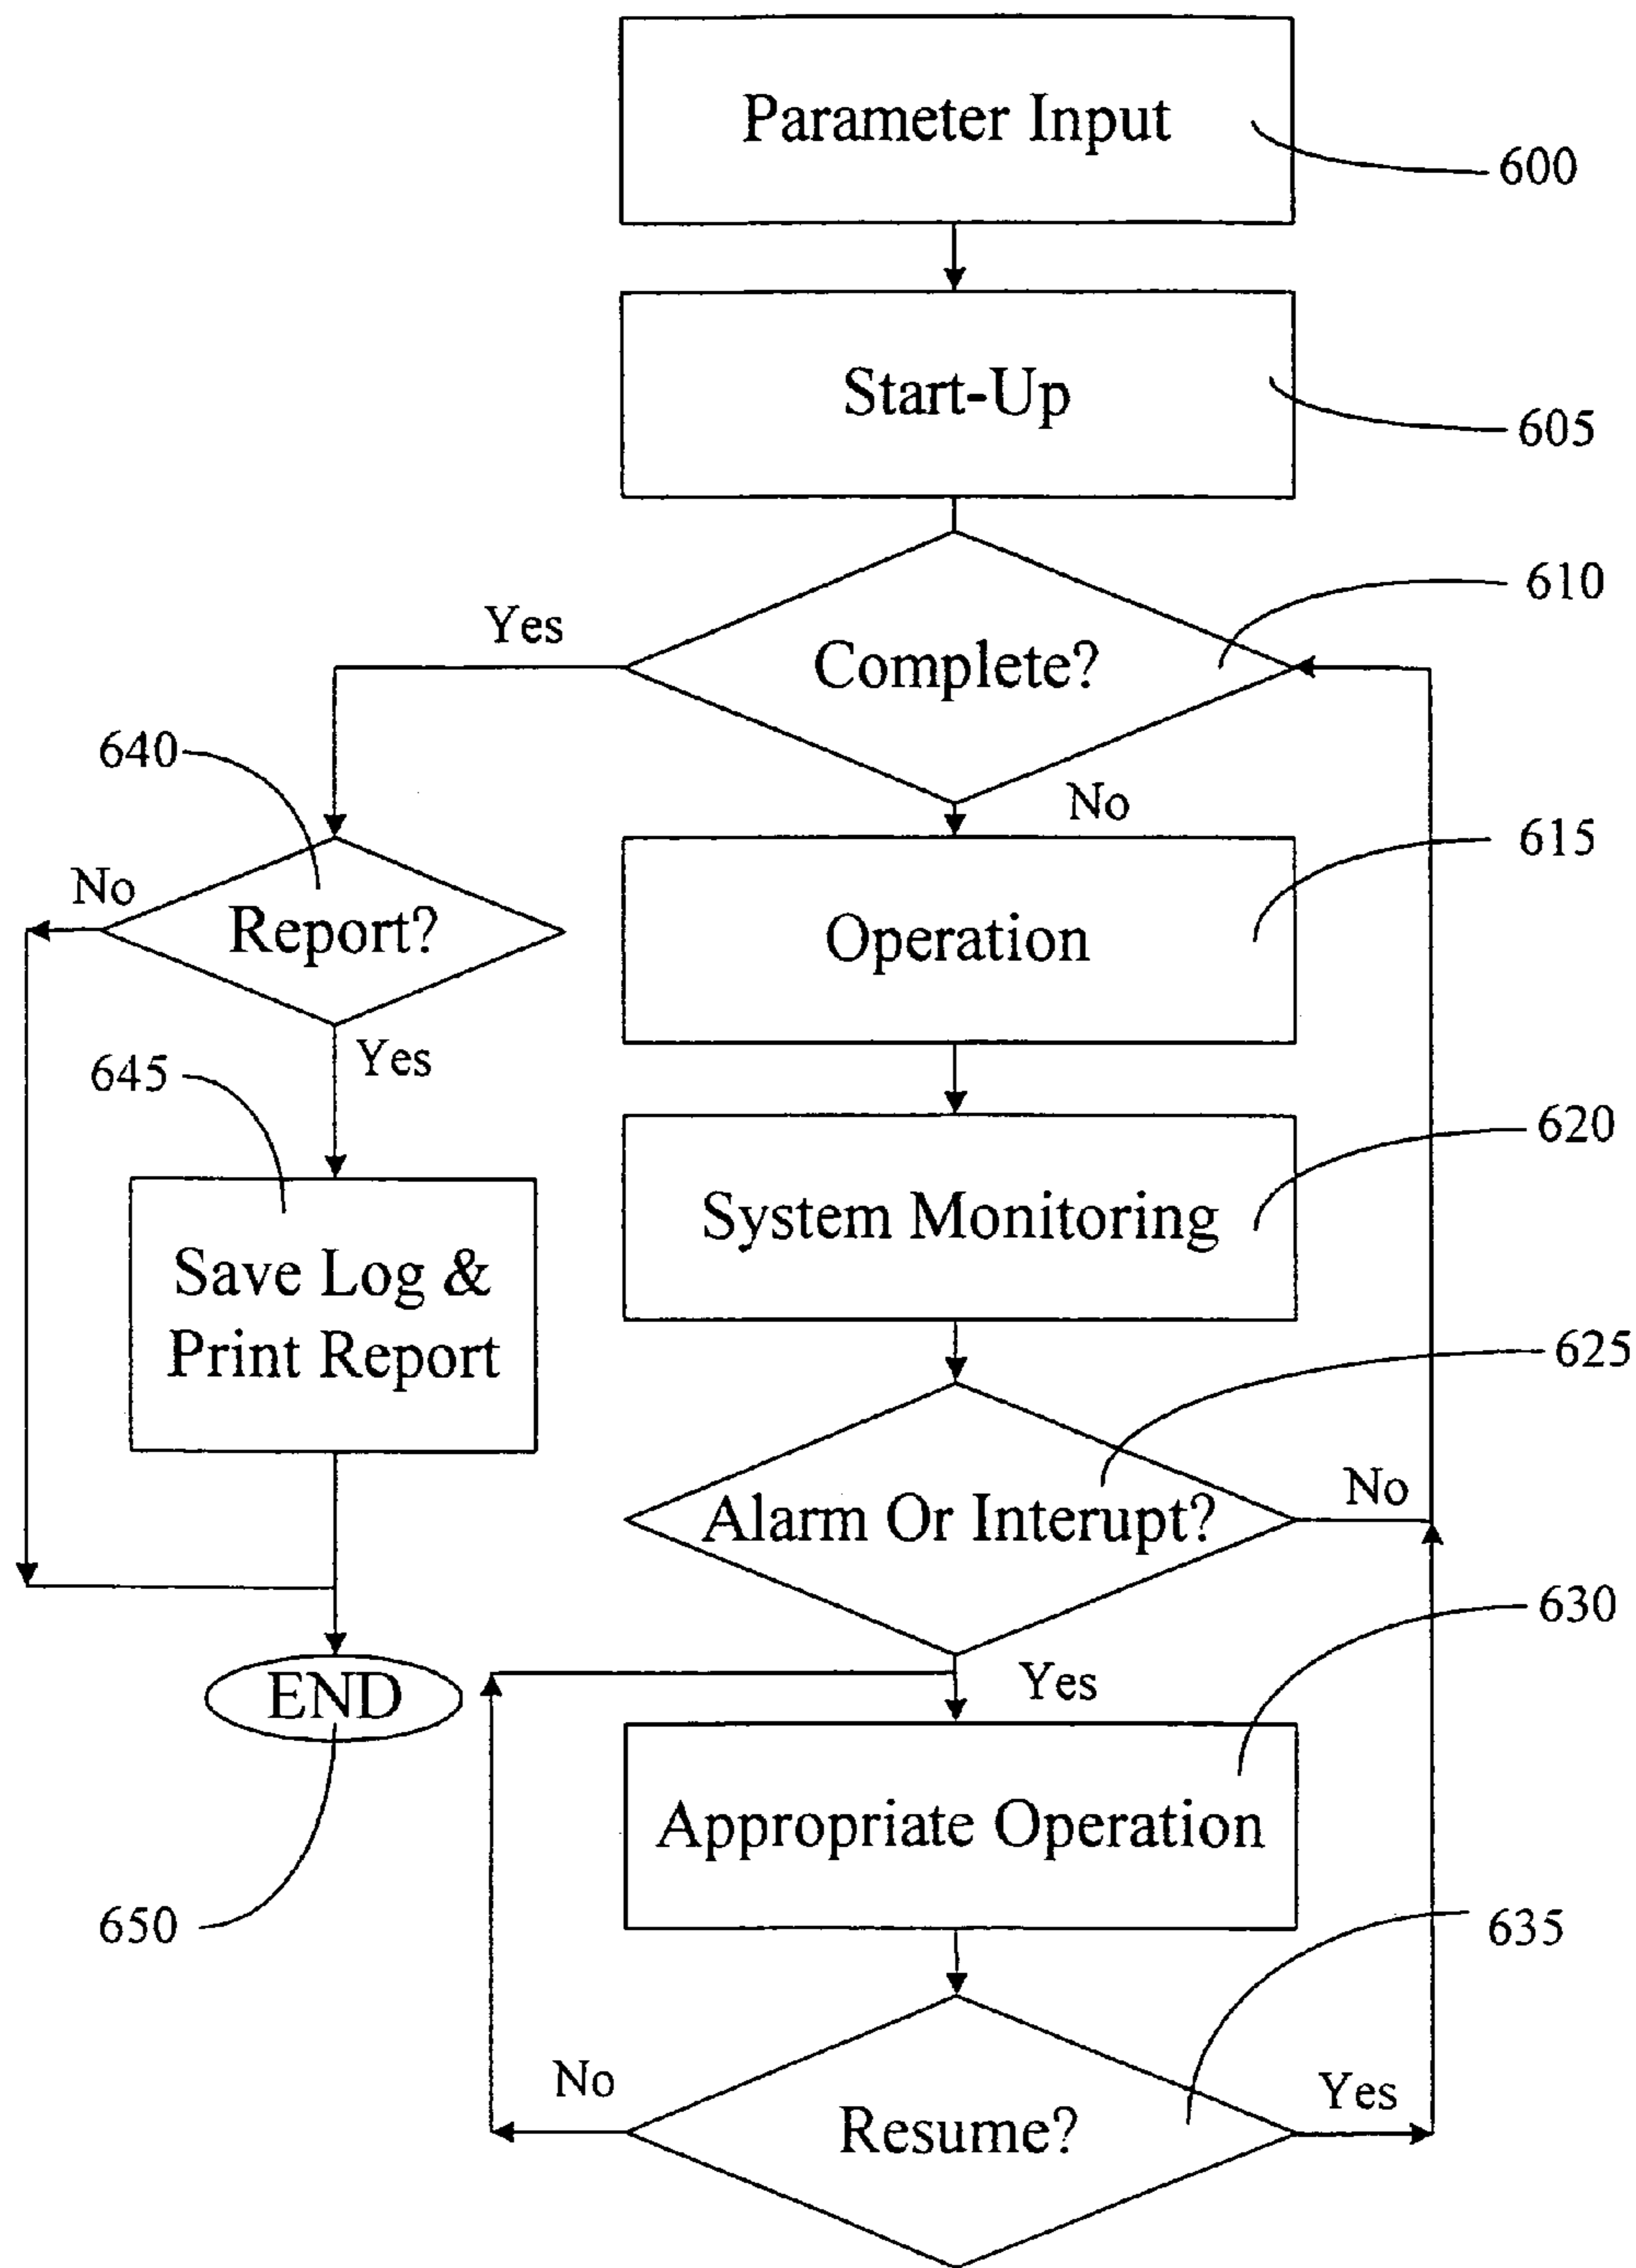 Parameter Input
600
Start-Up
605
610
Yes
Complete?
640
No
615
No
Report?
Operation
Yes
645
620
System Monitoring
Save Log &
Print Report
625
No
Alarm Or Interupt?
630
END
Yes
Appropriate Operation
650
635
No
Yes
Resume?